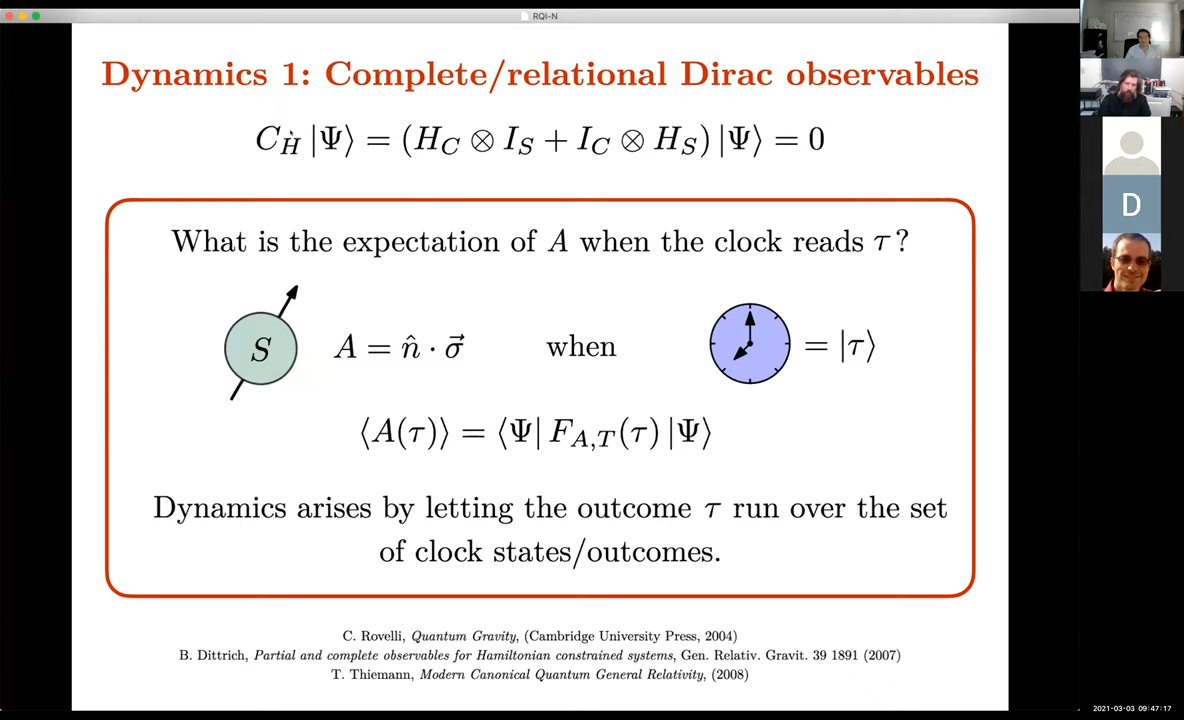 RQI-N
Dynamics 1: Complete/relational Dirac observables
C_Ḣ |Ψ⟩ = (H_C ⊗ I_S + I_C ⊗ H_S) |Ψ⟩ = 0
What is the expectation of A when the clock reads τ?
S A = n̂ · σ⃗ when = |τ⟩
⟨A(τ)⟩ = ⟨Ψ| F_{A,T}(τ) |Ψ⟩
Dynamics arises by letting the outcome τ run over the set
of clock states/outcomes.
C. Rovelli, Quantum Gravity, (Cambridge University Press, 2004)
B. Dittrich, Partial and complete observables for Hamiltonian constrained systems, Gen. Relativ. Gravit. 39 1891 (2007)
T. Thiemann, Modern Canonical Quantum General Relativity, (2008)
D
2021-03-03 09:47:17